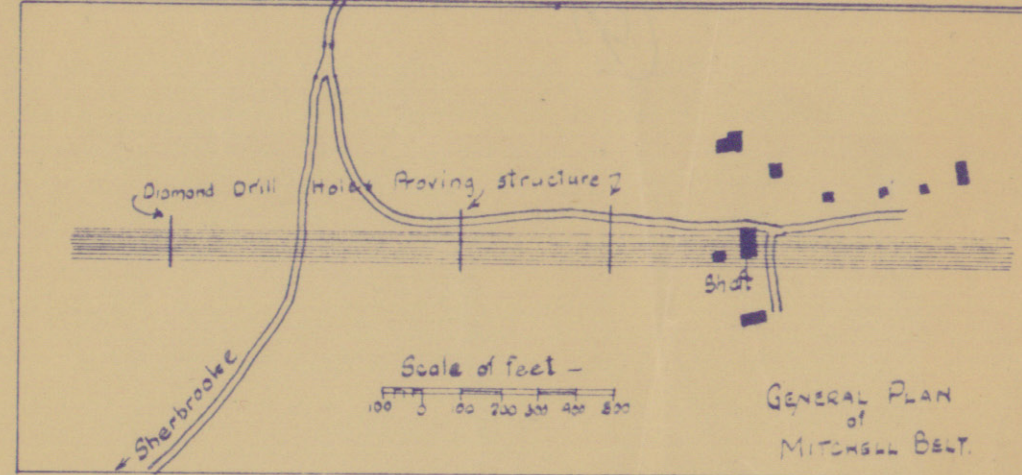 Diamond Drill Holes Proving structure
Shaft
Sherbrooke
Scale of feet -
100 0 100 200 300 400 500
GENERAL PLAN
of
MITCHELL BELT.